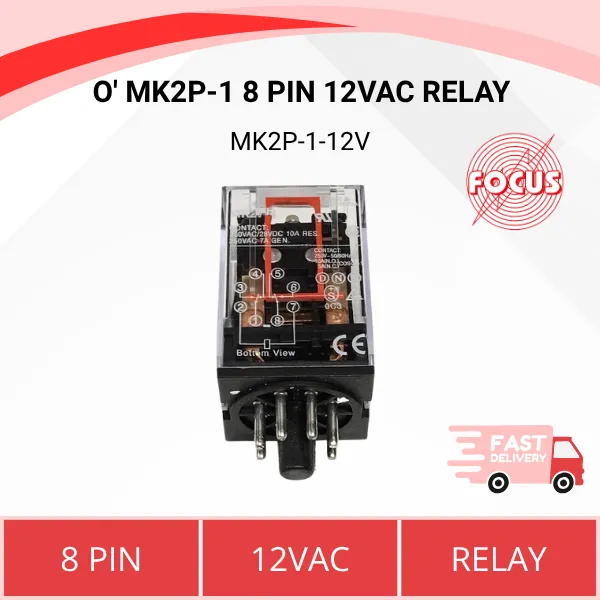 O' MK2P-1 8 PIN 12VAC RELAY
MK2P-1-12V
FOCUS
CONTACT:
250VAC/28VDC 10A RES.
250VAC 7A GEN.
CONTACT:
4 5
3 6
2 7
1 8
Bottom View
CE
FAST
DELIVERY
8 PIN
12VAC
RELAY